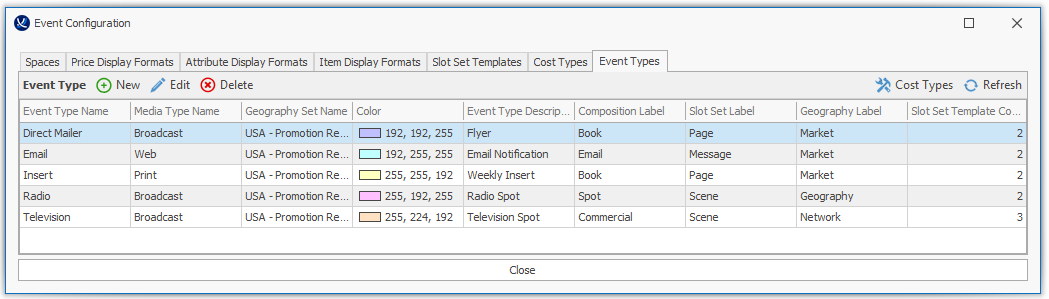 Event Configuration
Spaces Price Display Formats Attribute Display Formats Item Display Formats Slot Set Templates Cost Types Event Types
Event Type New Edit Delete Cost Types Refresh
Event Type Name Media Type Name Geography Set Name Color Event Type Descrip... Composition Label Slot Set Label Geography Label Slot Set Template Co...
Direct Mailer Broadcast USA - Promotion Re... 192, 192, 255 Flyer Book Page Market 2
Email Web USA - Promotion Re... 192, 255, 255 Email Notification Email Message Market 2
Insert Print USA - Promotion Re... 255, 255, 192 Weekly Insert Book Page Market 2
Radio Broadcast USA - Promotion Re... 255, 192, 255 Radio Spot Spot Scene Geography 2
Television Broadcast USA - Promotion Re... 255, 224, 192 Television Spot Commercial Scene Network 3
Close